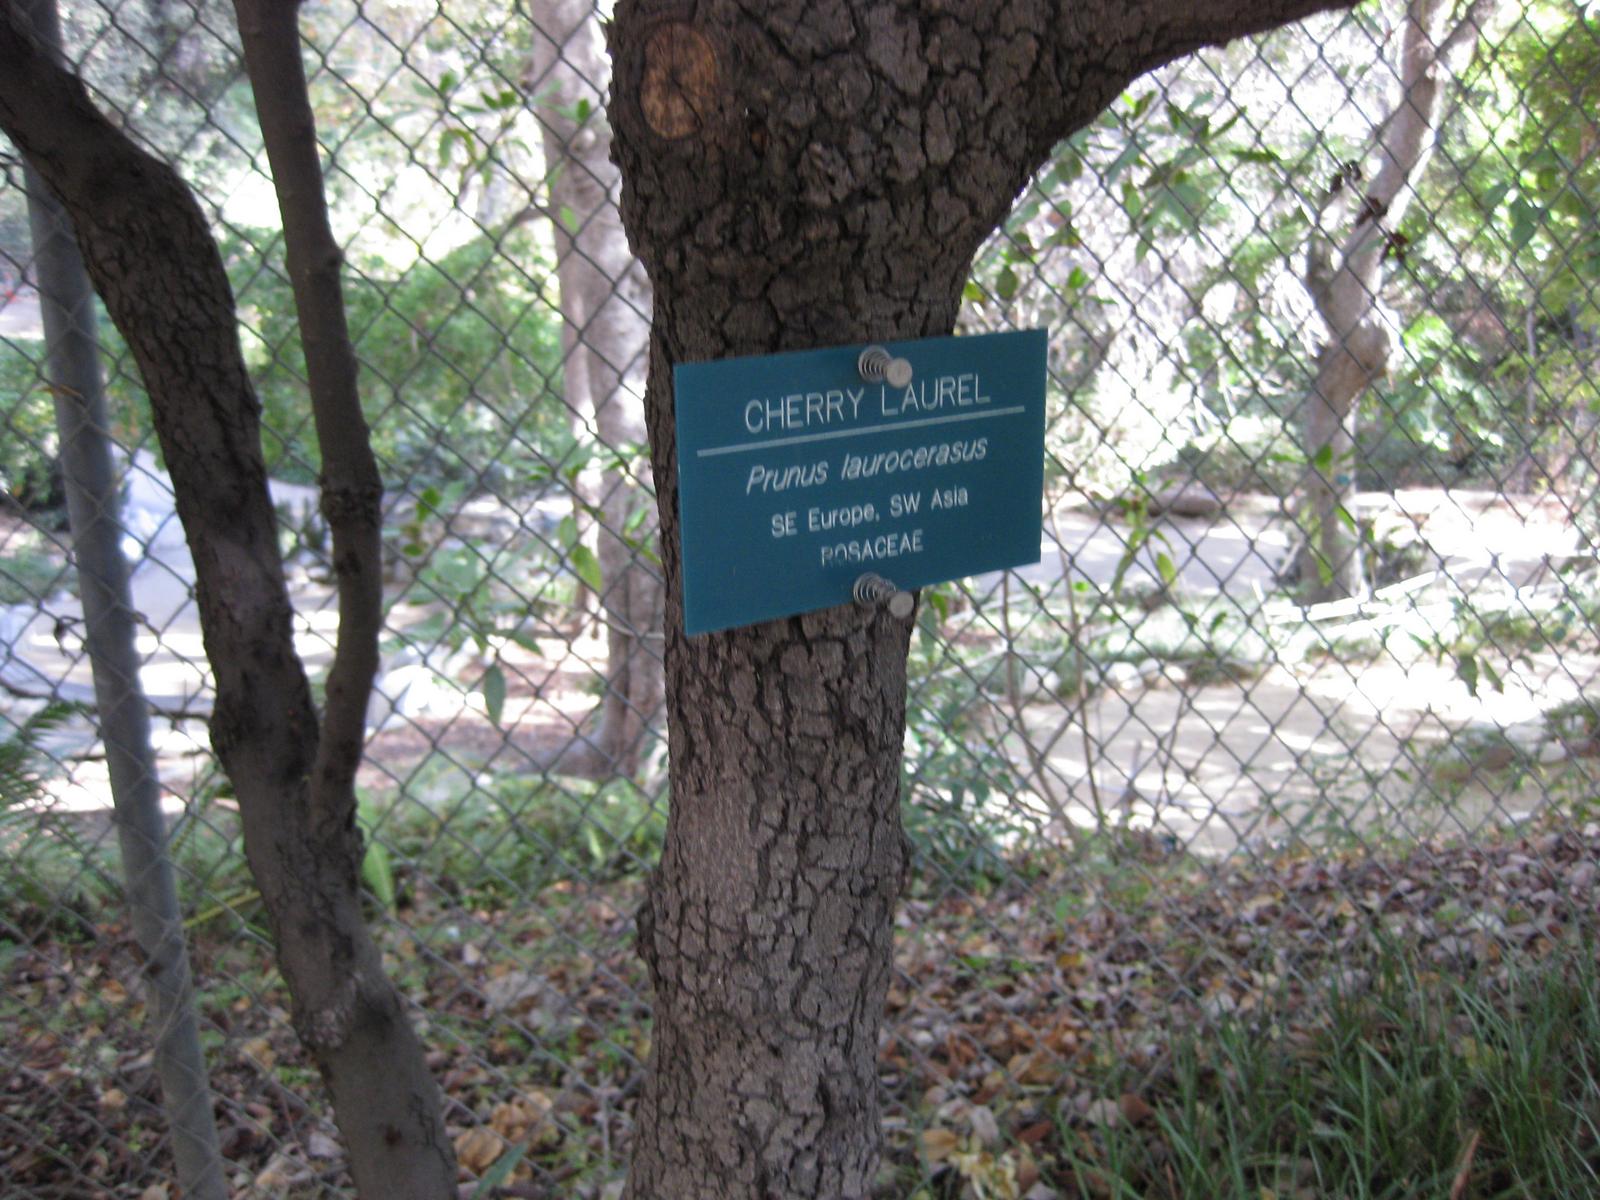 CHERRY LAUREL
Prunus laurocerasus
SE Europe, SW Asia
ROSACEAE